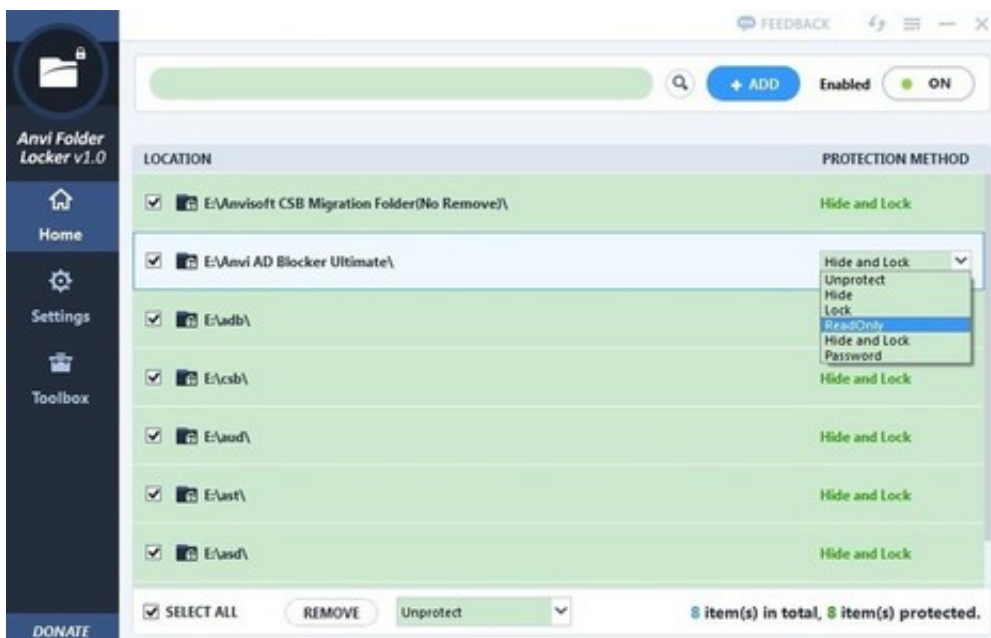 FEEDBACK
+ ADD
Enabled
ON
Anvi Folder
Locker v1.0
Home
Settings
Toolbox
DONATE
LOCATION
PROTECTION METHOD
E:\Anvisoft CSB Migration Folder(No Remove)\
Hide and Lock
E:\Anvi AD Blocker Ultimate\
Hide and Lock
Unprotect
Hide
Lock
ReadOnly
Hide and Lock
Password
E:\adb\
E:\csb\
Hide and Lock
E:\aud\
Hide and Lock
E:\ast\
Hide and Lock
E:\asd\
Hide and Lock
SELECT ALL
REMOVE
Unprotect
8 item(s) in total, 8 item(s) protected.